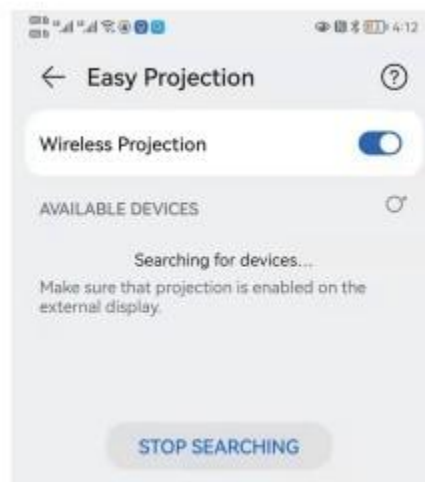 4:12
Easy Projection
Wireless Projection
AVAILABLE DEVICES
Searching for devices...
Make sure that projection is enabled on the
external display.
STOP SEARCHING